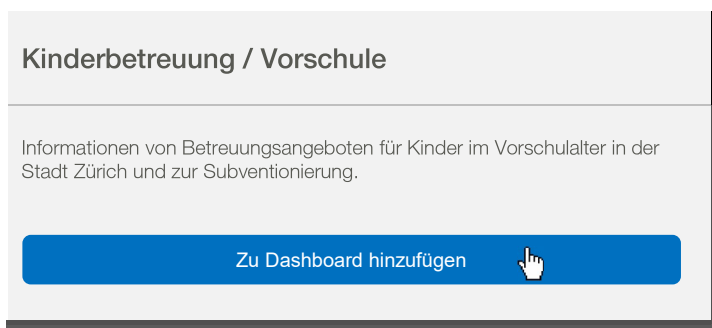 Kinderbetreuung / Vorschule
Informationen von Betreuungsangeboten für Kinder im Vorschulalter in der
Stadt Zürich und zur Subventionierung.
Zu Dashboard hinzufügen